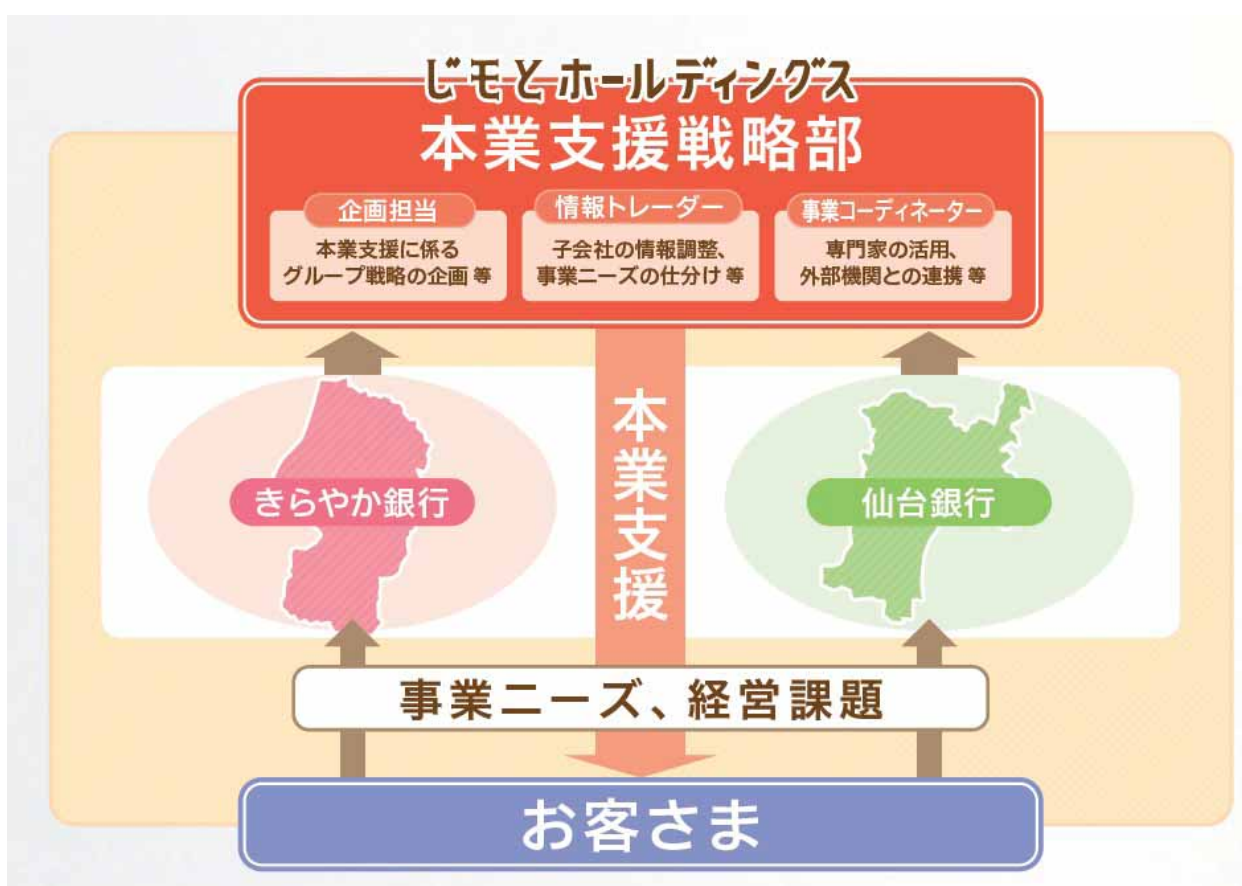 じモとホールディングス
本業支援戦略部
企画担当
本業支援に係る
グループ戦略の企画 等
情報トレーダー
子会社の情報調整、
事業ニーズの仕分け 等
事業コーディネーター
専門家の活用、
外部機関との連携 等
きらやか銀行
本業支援
仙台銀行
事業ニーズ、経営課題
お客さま